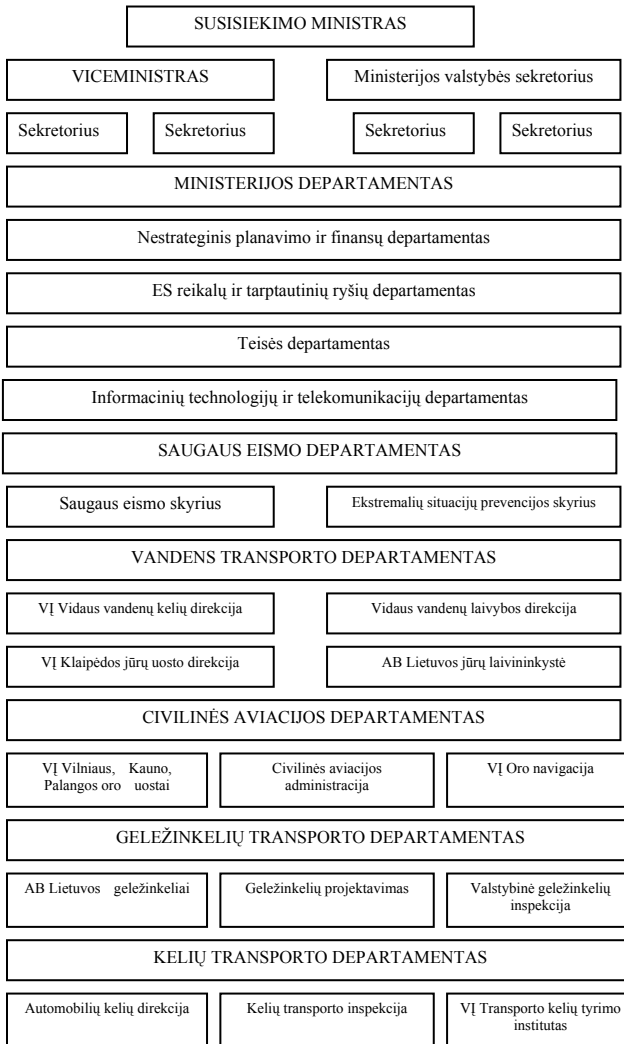 SUSISIEKIMO MINISTRAS
VICEMINISTRAS
Ministerijos valstybės sekretorius
Sekretorius
Sekretorius
Sekretorius
Sekretorius
MINISTERIJOS DEPARTAMENTAS
Nestrateginis planavimo ir finansų departamentas
ES reikalų ir tarptautinių ryšių departamentas
Teisės departamentas
Informacinių technologijų ir telekomunikacijų departamentas
SAUGAUS EISMO DEPARTAMENTAS
Saugaus eismo skyrius
Ekstremalių situacijų prevencijos skyrius
VANDENS TRANSPORTO DEPARTAMENTAS
VĮ Vidaus vandenų kelių direkcija
Vidaus vandenų laivybos direkcija
VĮ Klaipėdos jūrų uosto direkcija
AB Lietuvos jūrų laivininkystė
CIVILINĖS AVIACIJOS DEPARTAMENTAS
VĮ Vilniaus, Kauno,
Palangos oro uostai
Civilinės aviacijos
administracija
VĮ Oro navigacija
GELEŽINKELIŲ TRANSPORTO DEPARTAMENTAS
AB Lietuvos geležinkeliai
Geležinkelių projektavimas
Valstybinė geležinkelių
inspekcija
KELIŲ TRANSPORTO DEPARTAMENTAS
Automobilių kelių direkcija
Kelių transporto inspekcija
VĮ Transporto kelių tyrimo
institutas